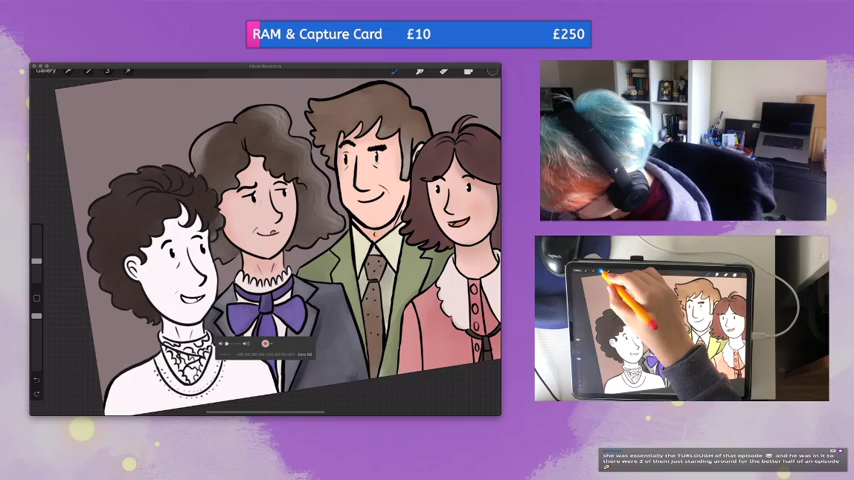 RAM & Capture Card £10 £250
Gallery
she was essentially the TURLOUGH of that episode and he was in it so
there were 2 of them just standing around for the better half of an episode